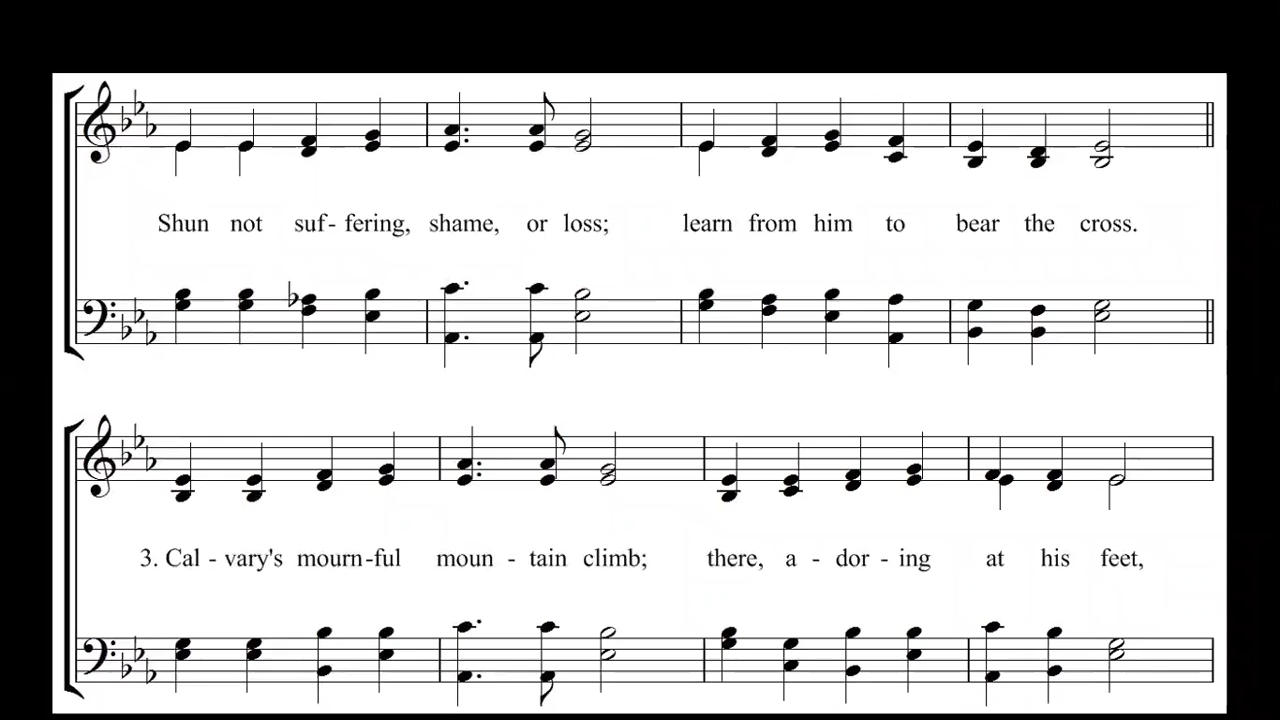 Shun not suf- fering, shame, or loss; learn from him to bear the cross.
3. Cal - vary's mourn-ful moun - tain climb; there, a - dor - ing at his feet,